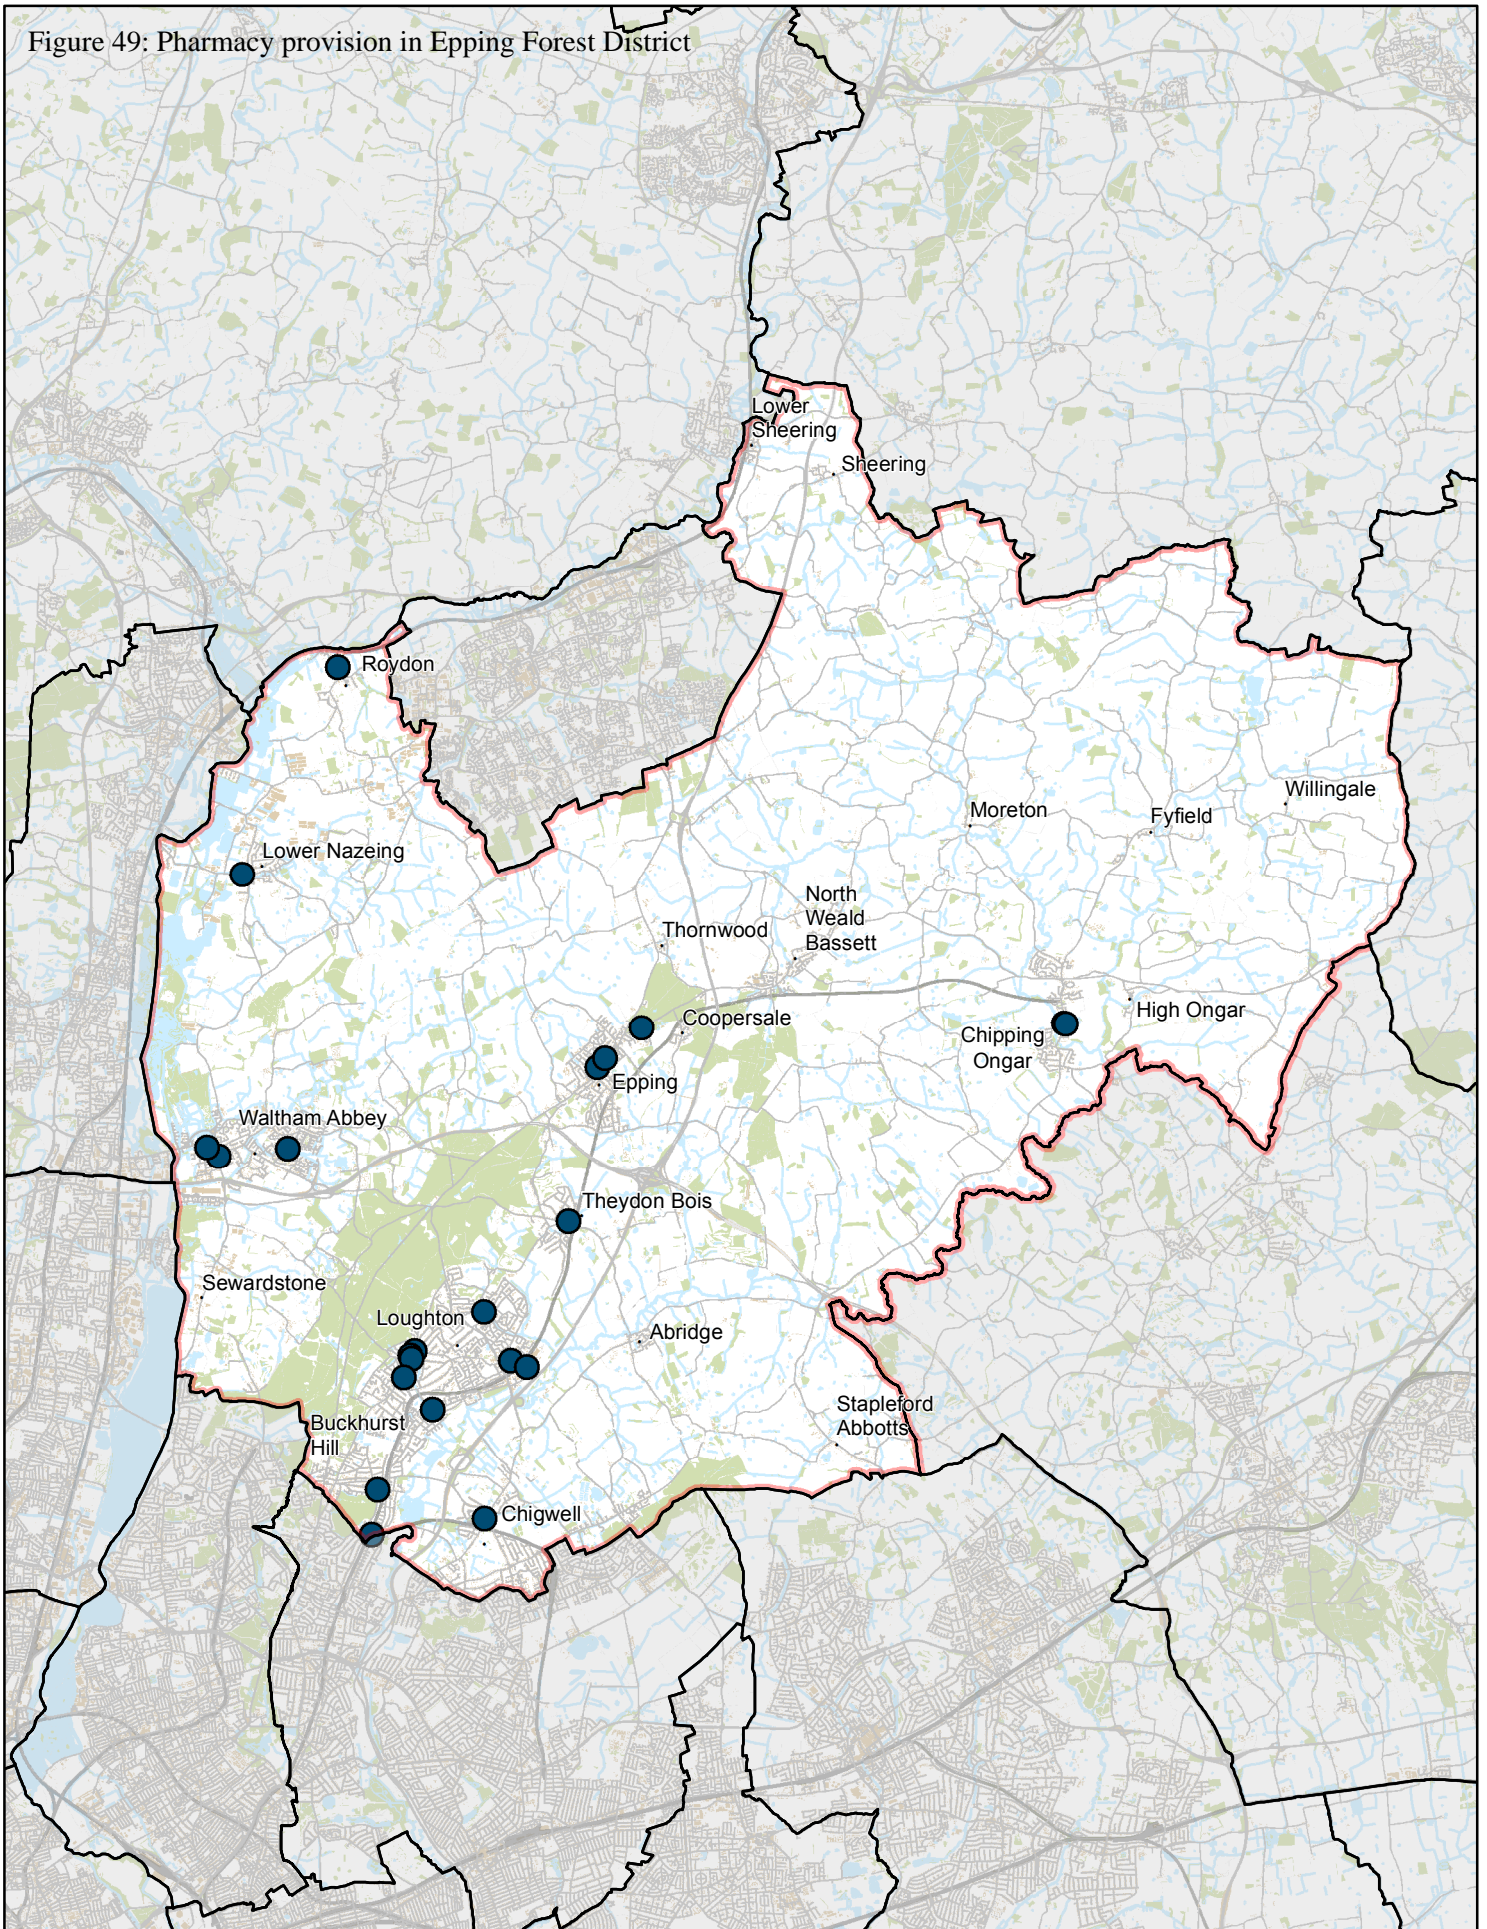 Figure 49: Pharmacy provision in Epping Forest District
Lower
Sheering
Sheering
Roydon
Willingale
Moreton
Fyfield
Lower Nazeing
North
Weald
Bassett
Thornwood
High Ongar
Coopersale
Chipping
Ongar
Epping
Waltham Abbey
Theydon Bois
Sewardstone
Loughton
Abridge
Stapleford
Abbotts
Buckhurst
Hill
Chigwell